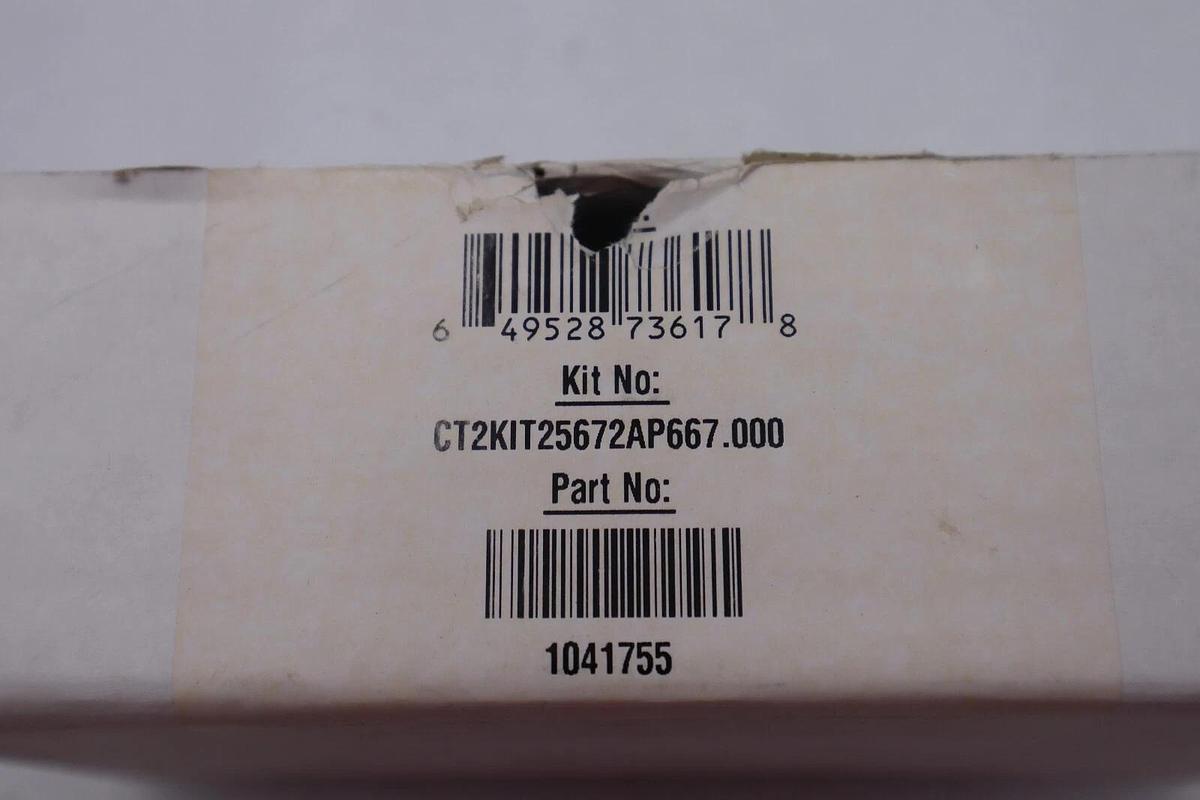 6 49528 73617 8
Kit No:
CT2KIT25672AP667.000
Part No:
1041755